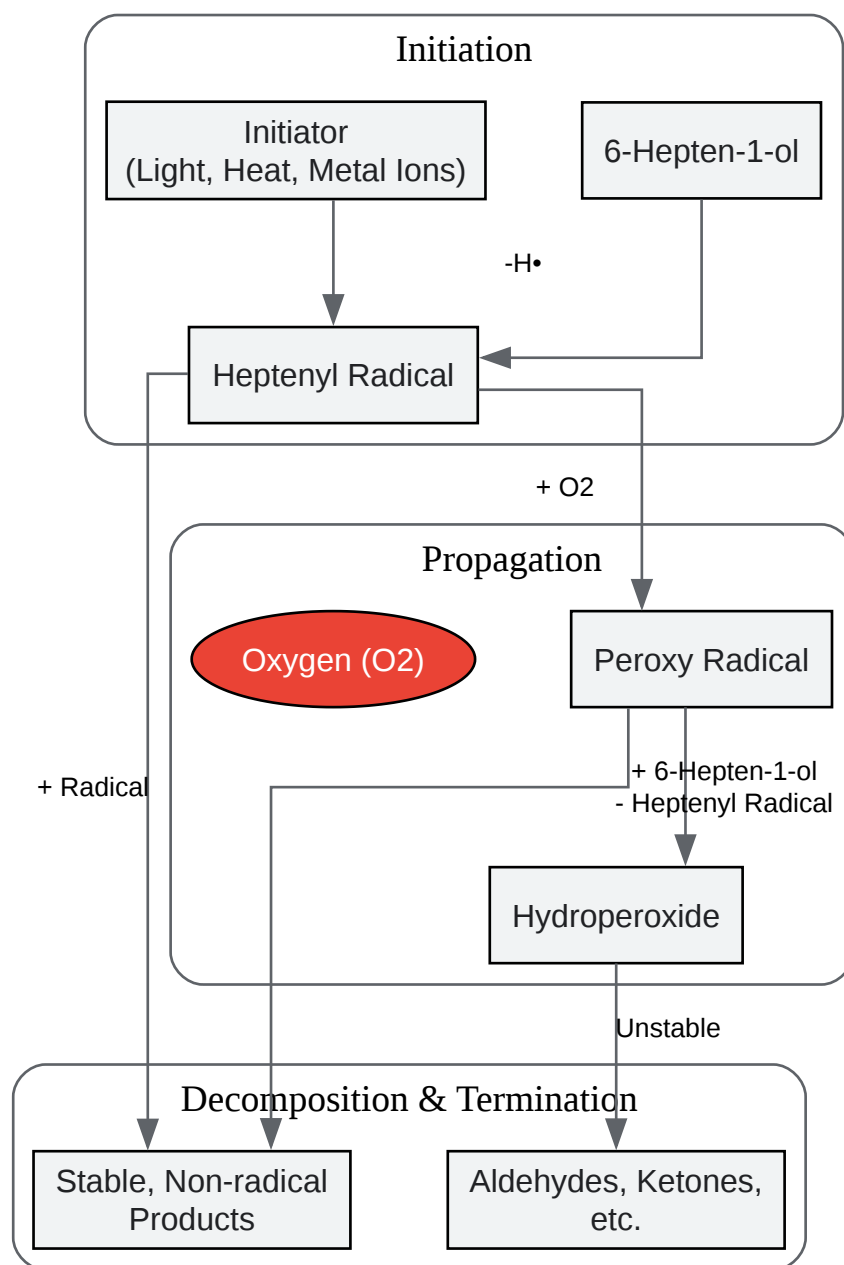 Initiation
Initiator
(Light, Heat, Metal Ions)
6-Hepten-1-ol
-H•
Heptenyl Radical
+ O2
Propagation
Oxygen (O2)
Peroxy Radical
+ Radical
+ 6-Hepten-1-ol
- Heptenyl Radical
Hydroperoxide
Unstable
Decomposition & Termination
Stable, Non-radical
Products
Aldehydes, Ketones,
etc.